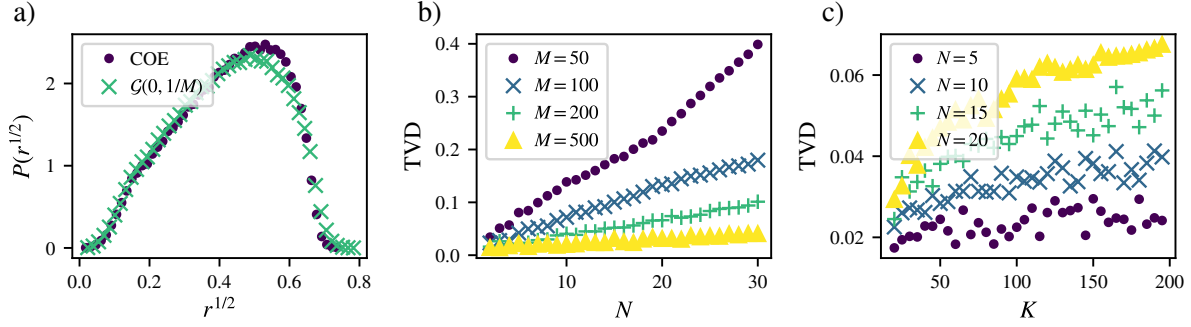 a)
COE
𝒢(0, 1/M)
P(r^{1/2})
0
1
2
0.0
0.2
0.4
0.6
0.8
r^{1/2}
b)
M = 50
M = 100
M = 200
M = 500
TVD
0.0
0.1
0.2
0.3
0.4
10
20
30
N
c)
N = 5
N = 10
N = 15
N = 20
TVD
0.02
0.04
0.06
50
100
150
200
K